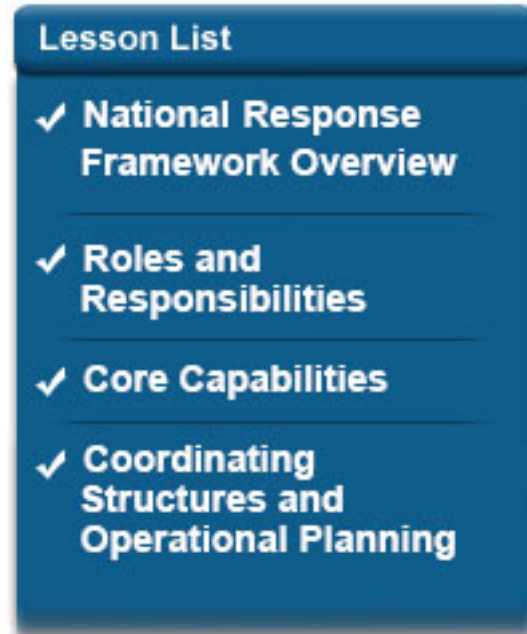 Lesson List
National Response
Framework Overview
Roles and
Responsibilities
Core Capabilities
Coordinating
Structures and
Operational Planning